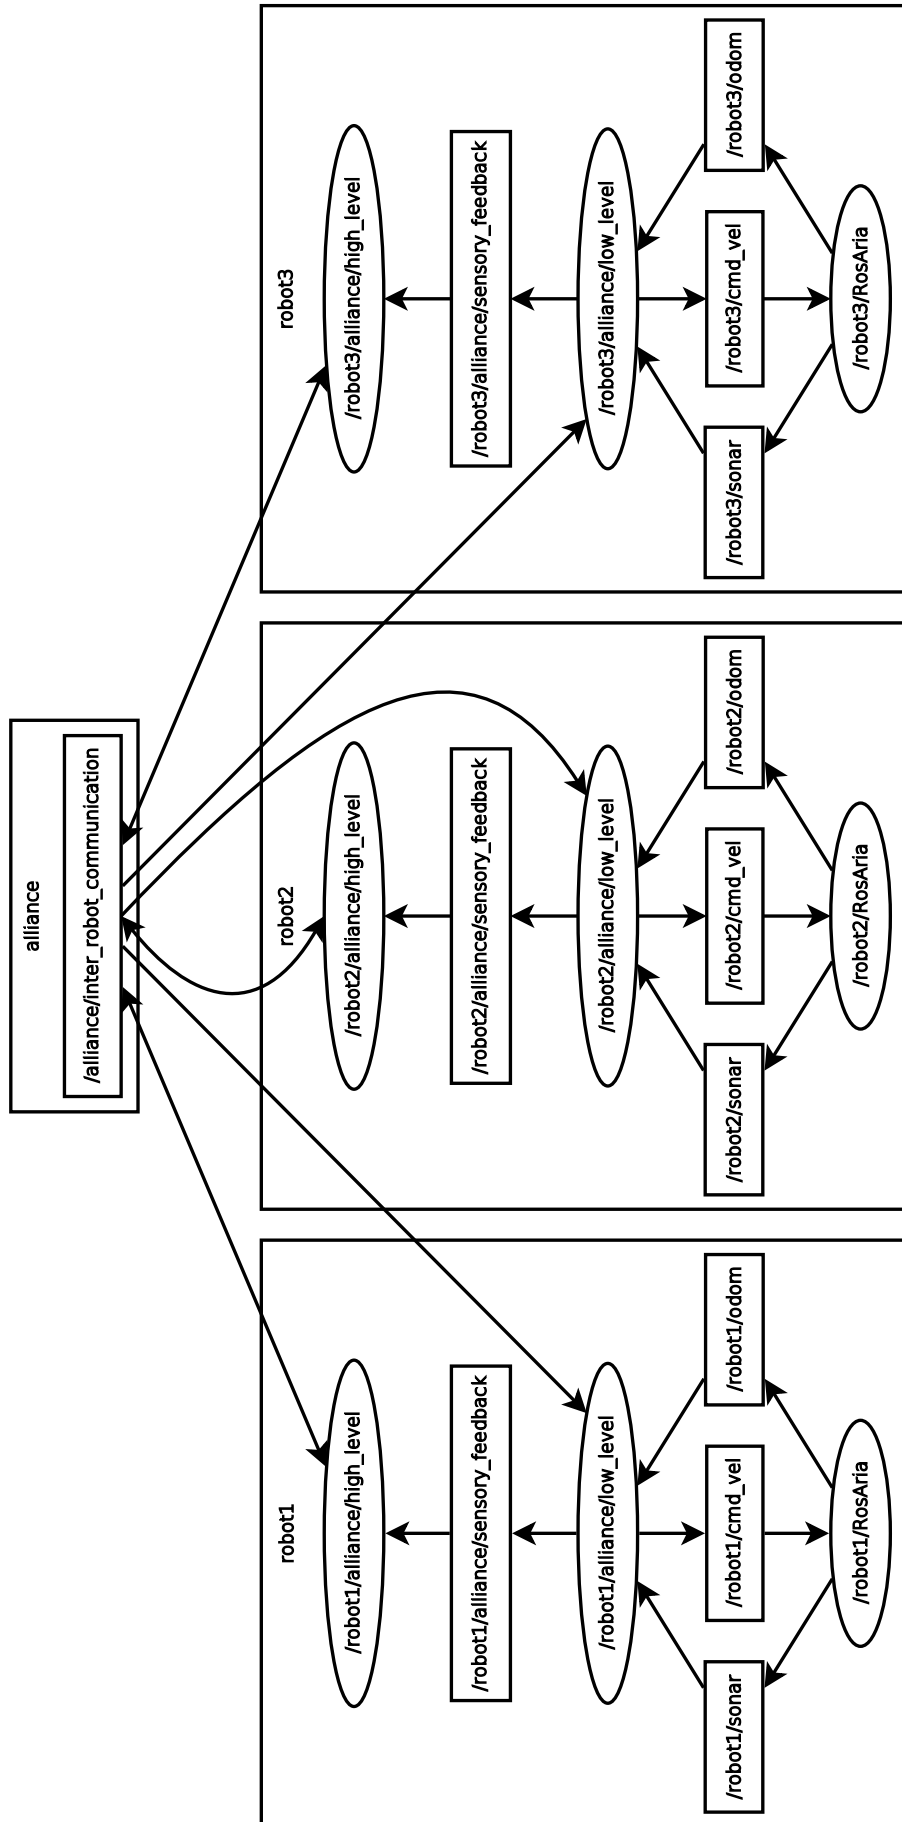 alliance
/alliance/inter_robot_communication
robot1
/robot1/alliance/high_level
/robot1/alliance/sensory_feedback
/robot1/alliance/low_level
/robot1/sonar
/robot1/cmd_vel
/robot1/odom
/robot1/RosAria
robot2
/robot2/alliance/high_level
/robot2/alliance/sensory_feedback
/robot2/alliance/low_level
/robot2/sonar
/robot2/cmd_vel
/robot2/odom
/robot2/RosAria
robot3
/robot3/alliance/high_level
/robot3/alliance/sensory_feedback
/robot3/alliance/low_level
/robot3/sonar
/robot3/cmd_vel
/robot3/odom
/robot3/RosAria